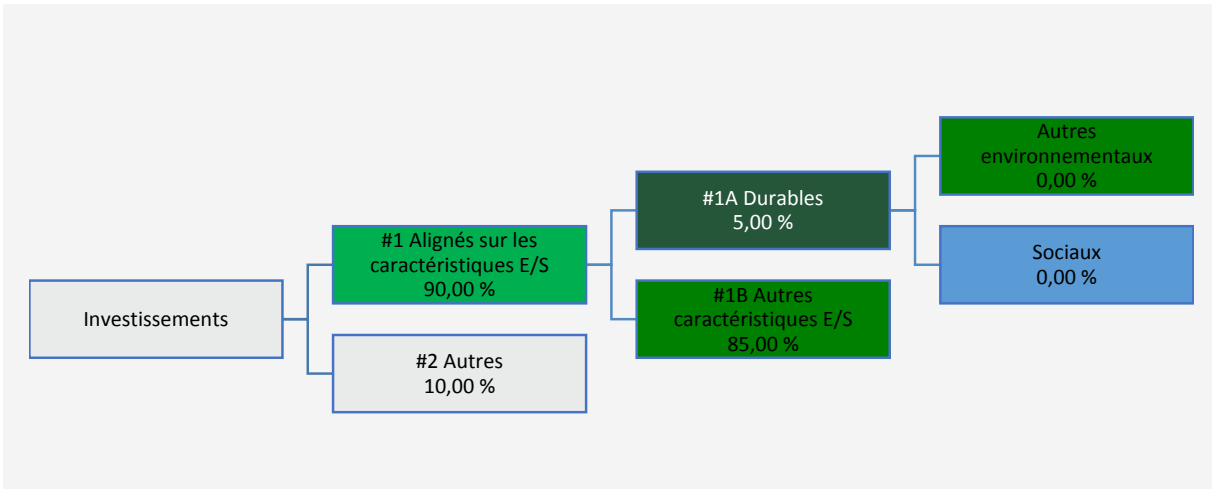 Investissements
#1 Alignés sur les
caractéristiques E/S
90,00 %
#2 Autres
10,00 %
#1A Durables
5,00 %
#1B Autres
caractéristiques E/S
85,00 %
Autres
environnementaux
0,00 %
Sociaux
0,00 %